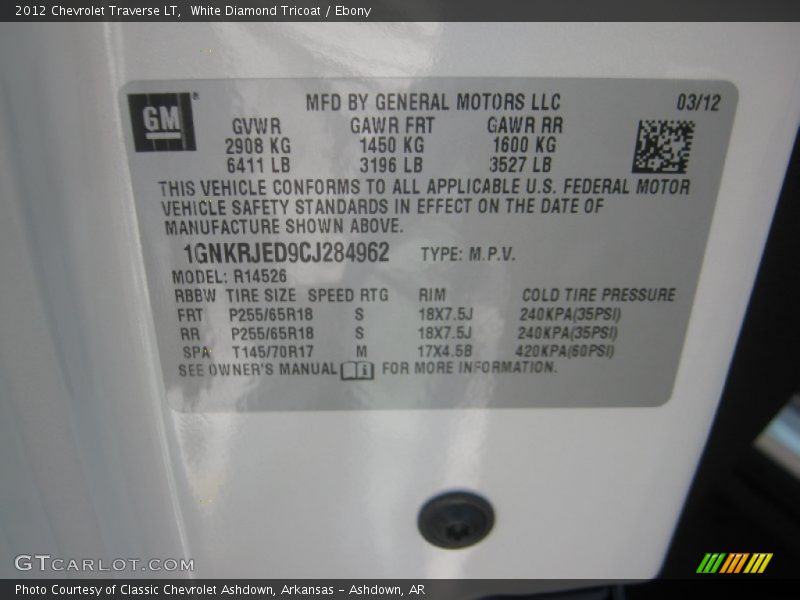 2012 Chevrolet Traverse LT,  White Diamond Tricoat / Ebony
GM®
MFD BY GENERAL MOTORS LLC 03/12
GVWR GAWR FRT GAWR RR
2908 KG 1450 KG 1600 KG
6411 LB 3196 LB 3527 LB
THIS VEHICLE CONFORMS TO ALL APPLICABLE U.S. FEDERAL MOTOR
VEHICLE SAFETY STANDARDS IN EFFECT ON THE DATE OF
MANUFACTURE SHOWN ABOVE.
1GNKRJED9CJ284962 TYPE: M.P.V.
MODEL: R14526
RBBW TIRE SIZE SPEED RTG RIM COLD TIRE PRESSURE
FRT P255/65R18 S 18X7.5J 240KPA(35PSI)
RR P255/65R18 S 18X7.5J 240KPA(35PSI)
SPA T145/70R17 M 17X4.5B 420KPA(60PSI)
SEE OWNER'S MANUAL i FOR MORE INFORMATION.
GTCARLOT.COM
Photo Courtesy of Classic Chevrolet Ashdown, Arkansas - Ashdown, AR